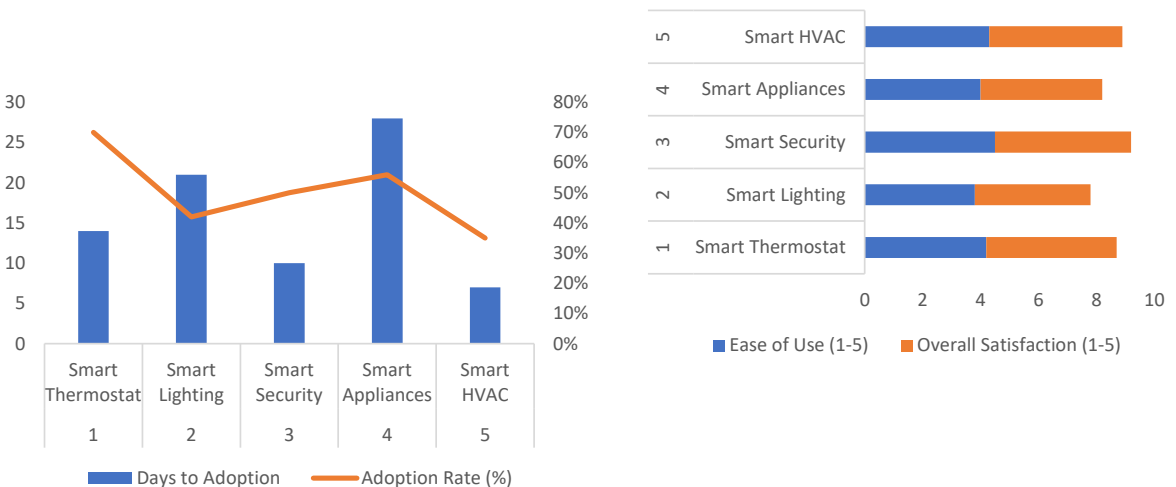 30
25
20
15
10
5
0
80%
70%
60%
50%
40%
30%
20%
10%
0%
Smart Thermostat
Smart Lighting
Smart Security
Smart Appliances
Smart HVAC
1 2 3 4 5
Days to Adoption Adoption Rate (%)
5 Smart HVAC
4 Smart Appliances
3 Smart Security
2 Smart Lighting
1 Smart Thermostat
0 2 4 6 8 10
Ease of Use (1-5) Overall Satisfaction (1-5)